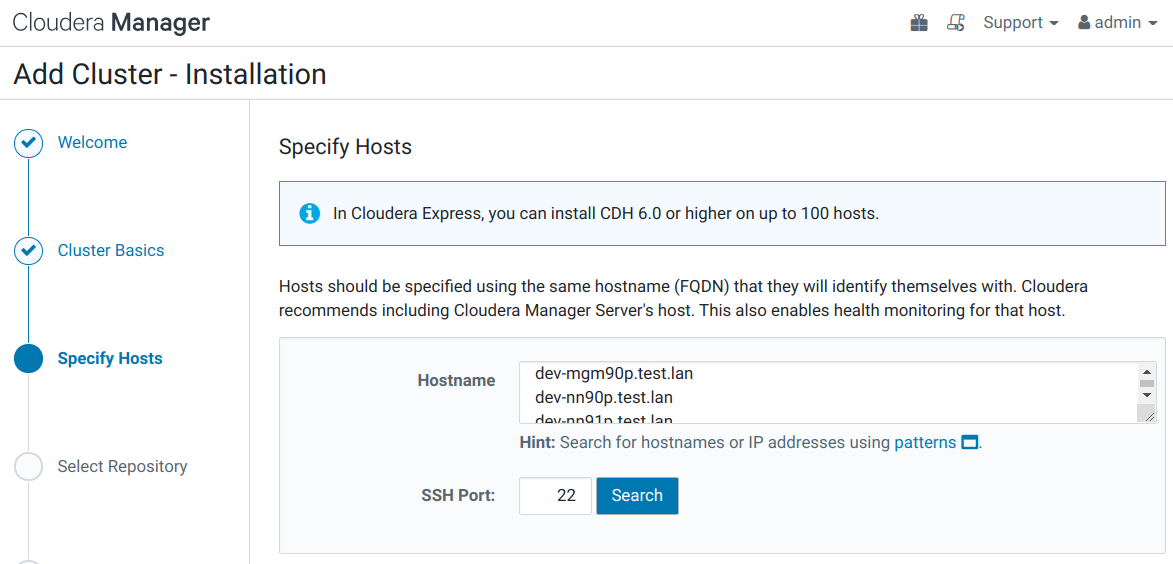 Cloudera Manager
Support
admin
Add Cluster - Installation
Welcome
Cluster Basics
Specify Hosts
Select Repository
Specify Hosts
In Cloudera Express, you can install CDH 6.0 or higher on up to 100 hosts.
Hosts should be specified using the same hostname (FQDN) that they will identify themselves with. Cloudera
recommends including Cloudera Manager Server's host. This also enables health monitoring for that host.
Hostname
dev-mgm90p.test.lan
dev-nn90p.test.lan
dev-nn91p.test.lan
Hint: Search for hostnames or IP addresses using patterns.
SSH Port:
22
Search